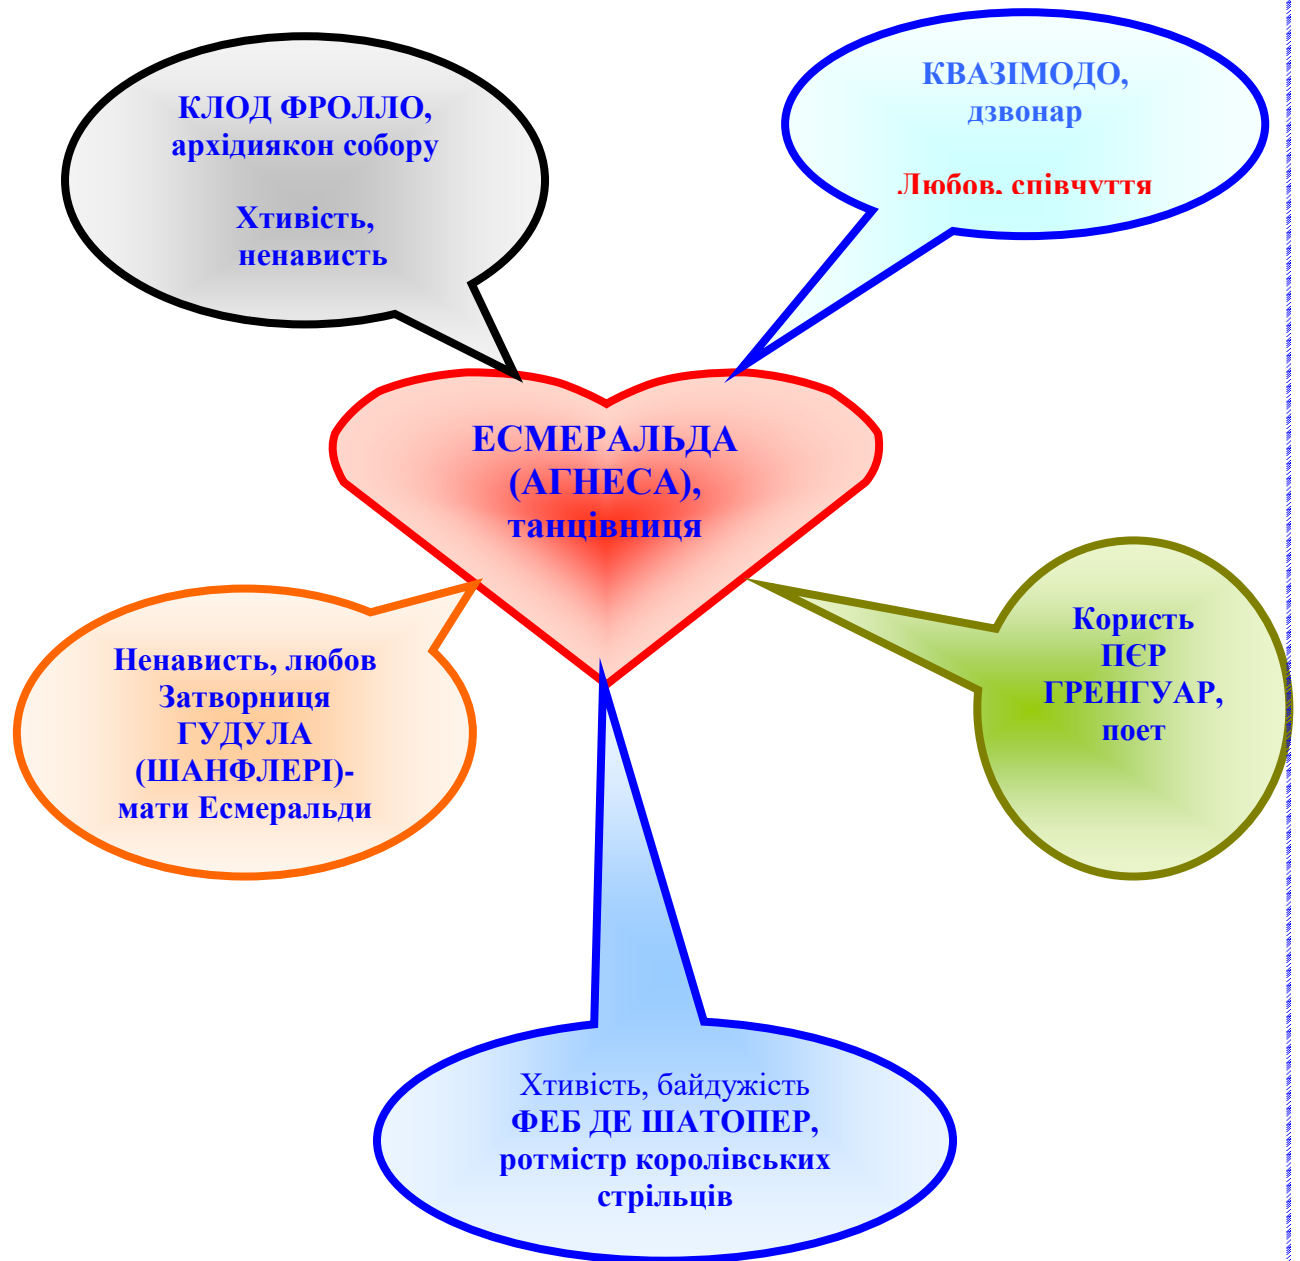 КЛОД ФРОЛЛО,
архідиякон собору
Хтивість,
ненависть
КВАЗІМОДО,
дзвонар
Любов, співчуття
ЕСМЕРАЛЬДА
(АГНЕСА),
танцівниця
Ненависть, любов
Затворниця
ГУДУЛА
(ШАНФЛЕРІ)-
мати Есмеральди
Користь
ПЄР
ГРЕНГУАР,
поет
Хтивість, байдужість
ФЕБ ДЕ ШАТОПЕР,
ротмістр королівських
стрільців